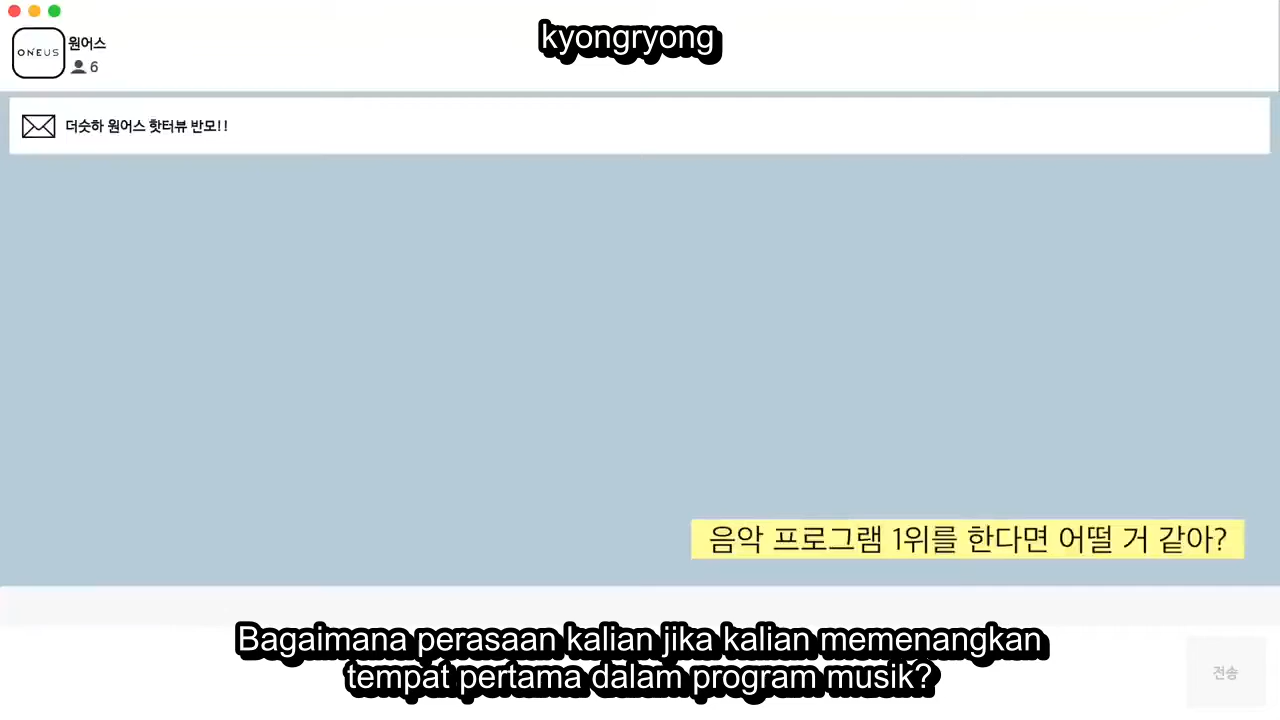 kyongryong
ONEUS
원어스
6
더슷하 원어스 핫터뷰 반모!!
음악 프로그램 1위를 한다면 어떨 거 같아?
Bagaimana perasaan kalian jika kalian memenangkan
tempat pertama dalam program musik?
전송